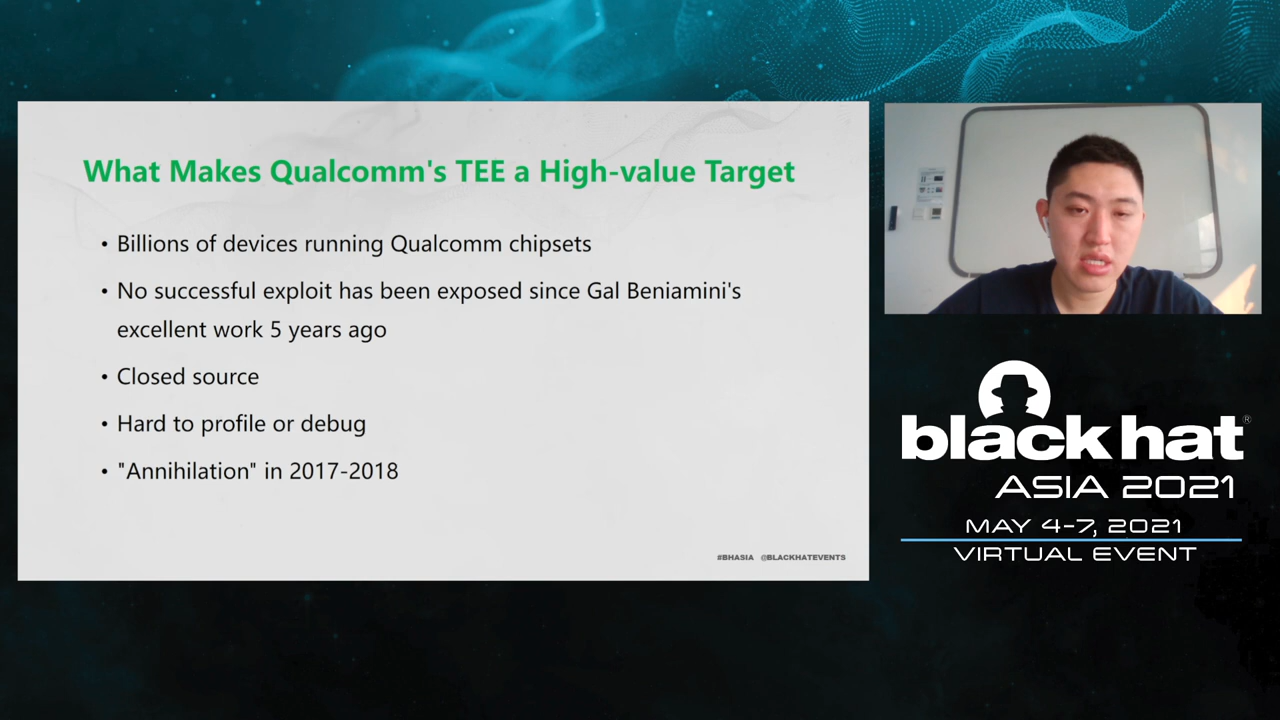 What Makes Qualcomm's TEE a High-value Target
• Billions of devices running Qualcomm chipsets
• No successful exploit has been exposed since Gal Beniamini's
excellent work 5 years ago
• Closed source
• Hard to profile or debug
• "Annihilation" in 2017-2018
#BHASIA @BLACKHATEVENTS
black hat®
ASIA 2021
MAY 4-7, 2021
VIRTUAL EVENT